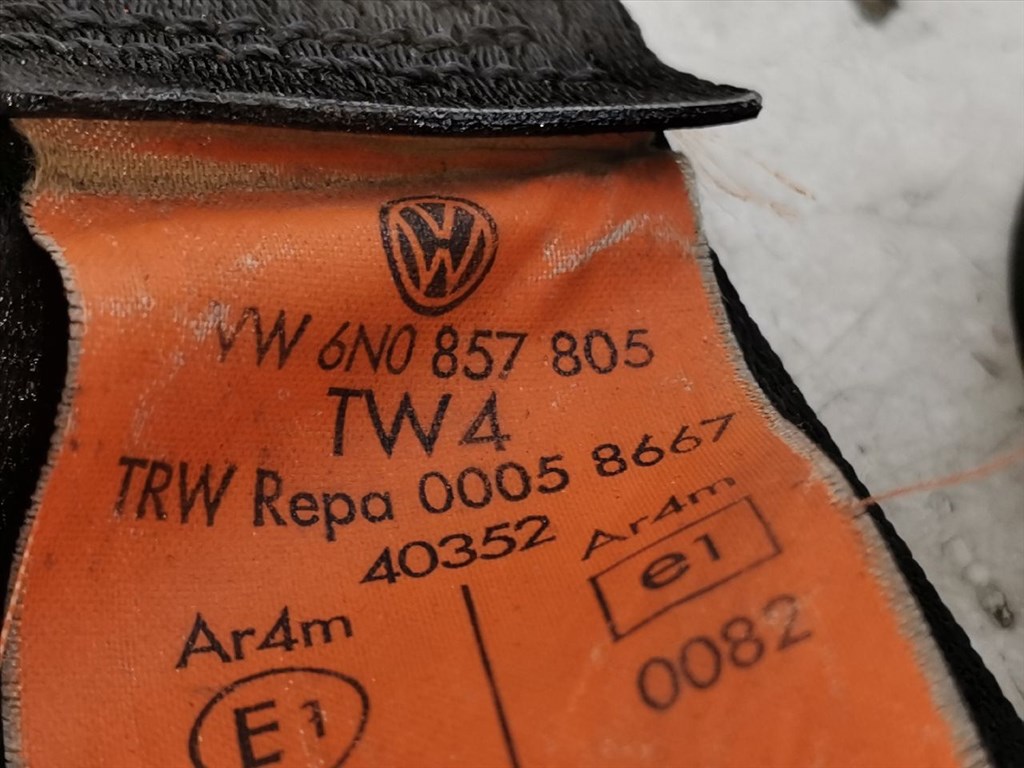 VW 6N0 857 805
TW4
TRW Repa 0005 8667
40352
Ar4m
e1
0082
Ar4m
E1